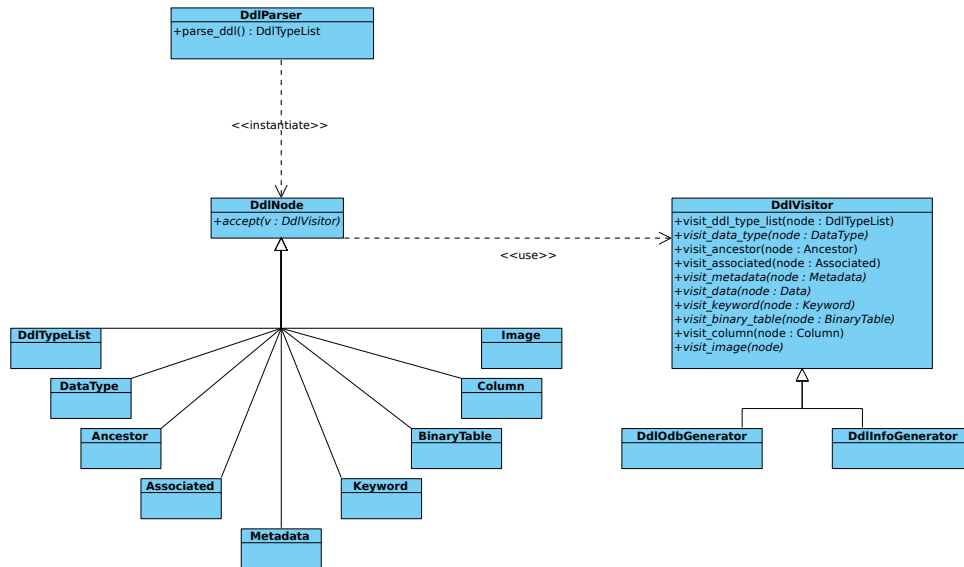 DdlParser
+parse_ddl() : DdlTypeList
<<instantiate>>
DdlNode
+accept(v : DdlVisitor)
<<use>>
DdlVisitor
+visit_ddl_type_list(node : DdlTypeList)
+visit_data_type(node : DataType)
+visit_ancestor(node : Ancestor)
+visit_associated(node : Associated)
+visit_metadata(node : Metadata)
+visit_data(node : Data)
+visit_keyword(node : Keyword)
+visit_binary_table(node : BinaryTable)
+visit_column(node : Column)
+visit_image(node)
DdlTypeList
Image
DataType
Column
Ancestor
BinaryTable
Associated
Keyword
Metadata
DdlOdbGenerator
DdlInfoGenerator